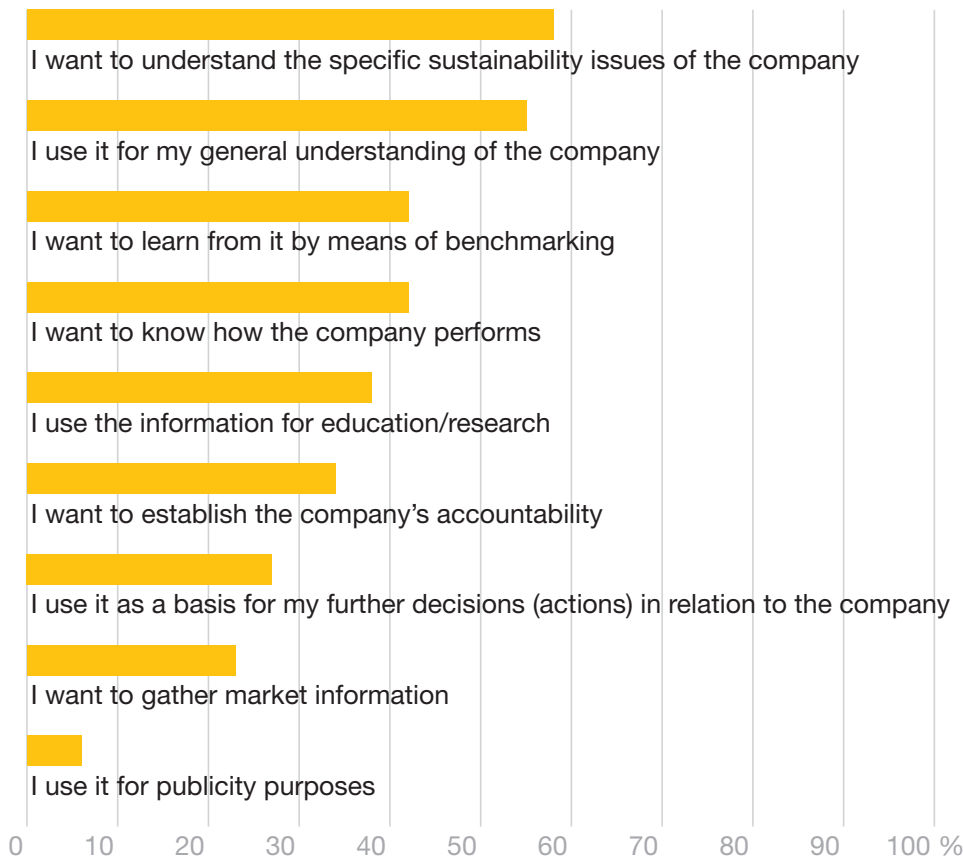 I want to understand the specific sustainability issues of the company
I use it for my general understanding of the company
I want to learn from it by means of benchmarking
I want to know how the company performs
I use the information for education/research
I want to establish the company’s accountability
I use it as a basis for my further decisions (actions) in relation to the company
I want to gather market information
I use it for publicity purposes
0 10 20 30 40 50 60 70 80 90 100 %